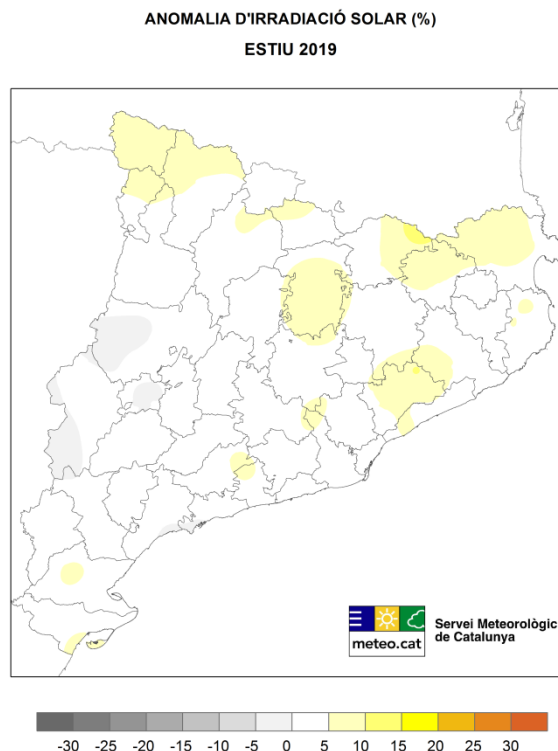 ANOMALIA D'IRRADIACIÓ SOLAR (%)
ESTIU 2019
meteo.cat
Servei Meteorològic
de Catalunya
-30 -25 -20 -15 -10 -5 0 5 10 15 20 25 30